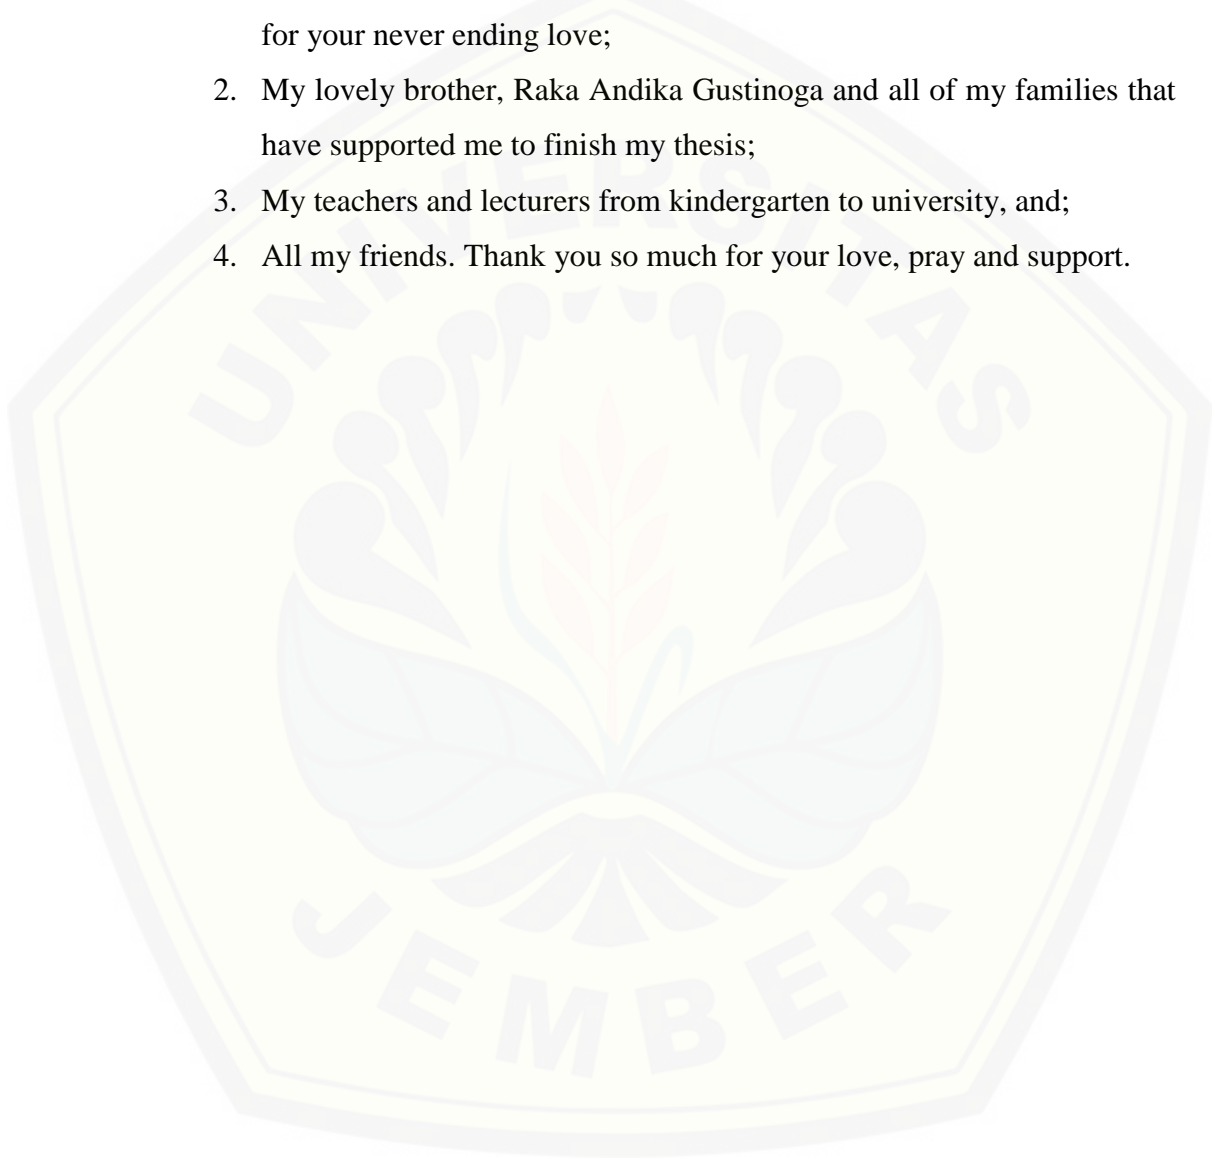 for your never ending love;
2. My lovely brother, Raka Andika Gustinoga and all of my families that
have supported me to finish my thesis;
3. My teachers and lecturers from kindergarten to university, and;
4. All my friends. Thank you so much for your love, pray and support.
UNIVERSITAS
JEMBER